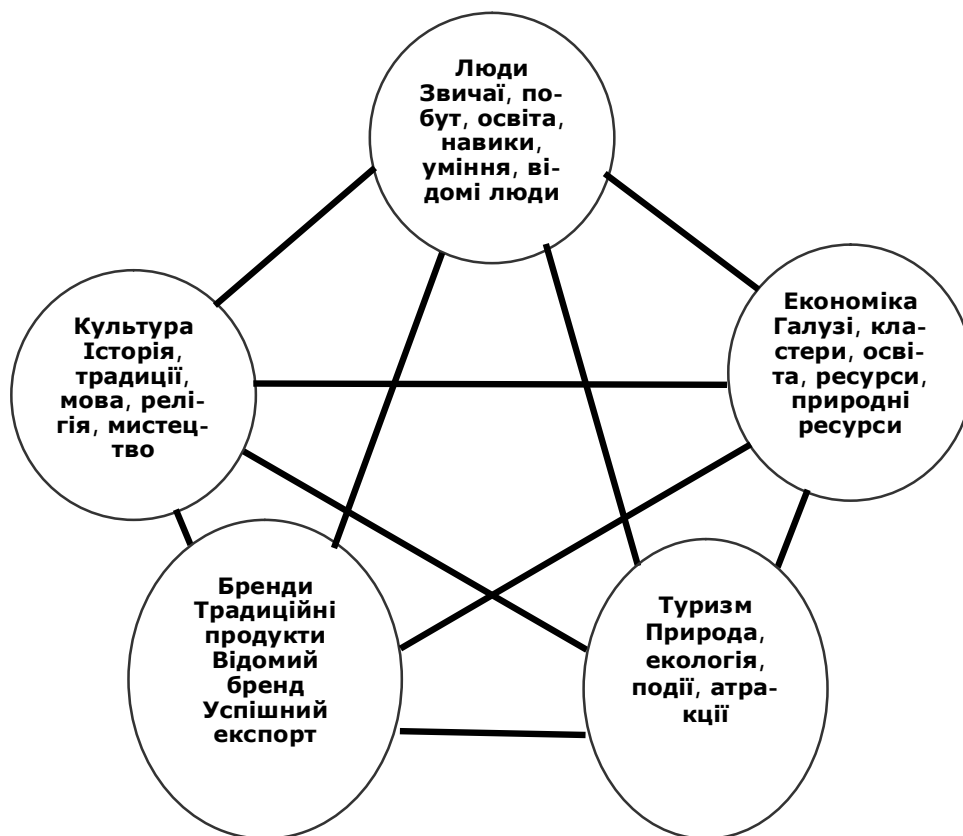 Люди
Звичаї, по-
бут, освіта,
навики,
уміння, ві-
домі люди
Культура
Історія,
традиції,
мова, релі-
гія, мистец-
тво
Економіка
Галузі, кла-
стери, осві-
та, ресурси,
природні
ресурси
Бренди
Традиційні
продукти
Відомий
бренд
Успішний
експорт
Туризм
Природа,
екологія,
події, атра-
кції